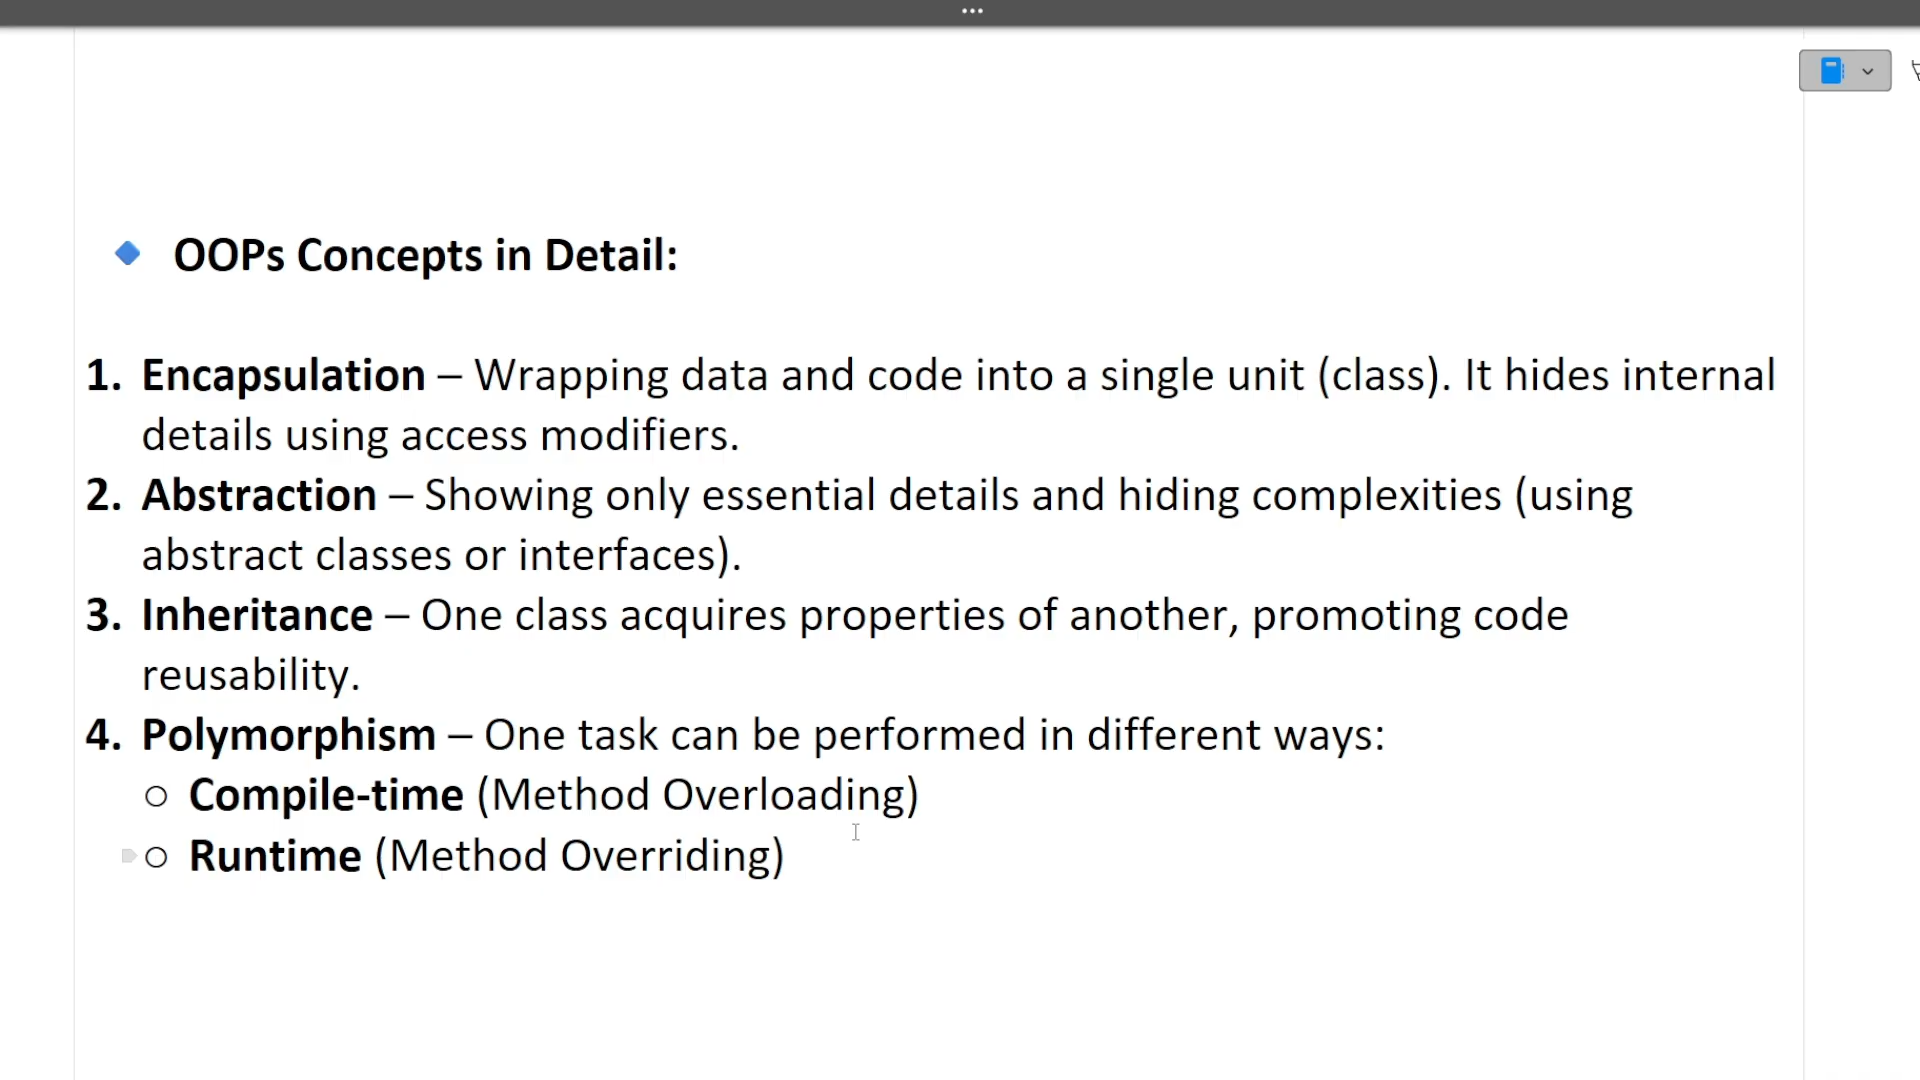 OOPs Concepts in Detail:
1. Encapsulation – Wrapping data and code into a single unit (class). It hides internal
details using access modifiers.
2. Abstraction – Showing only essential details and hiding complexities (using
abstract classes or interfaces).
3. Inheritance – One class acquires properties of another, promoting code
reusability.
4. Polymorphism – One task can be performed in different ways:
○ Compile-time (Method Overloading)
○ Runtime (Method Overriding)